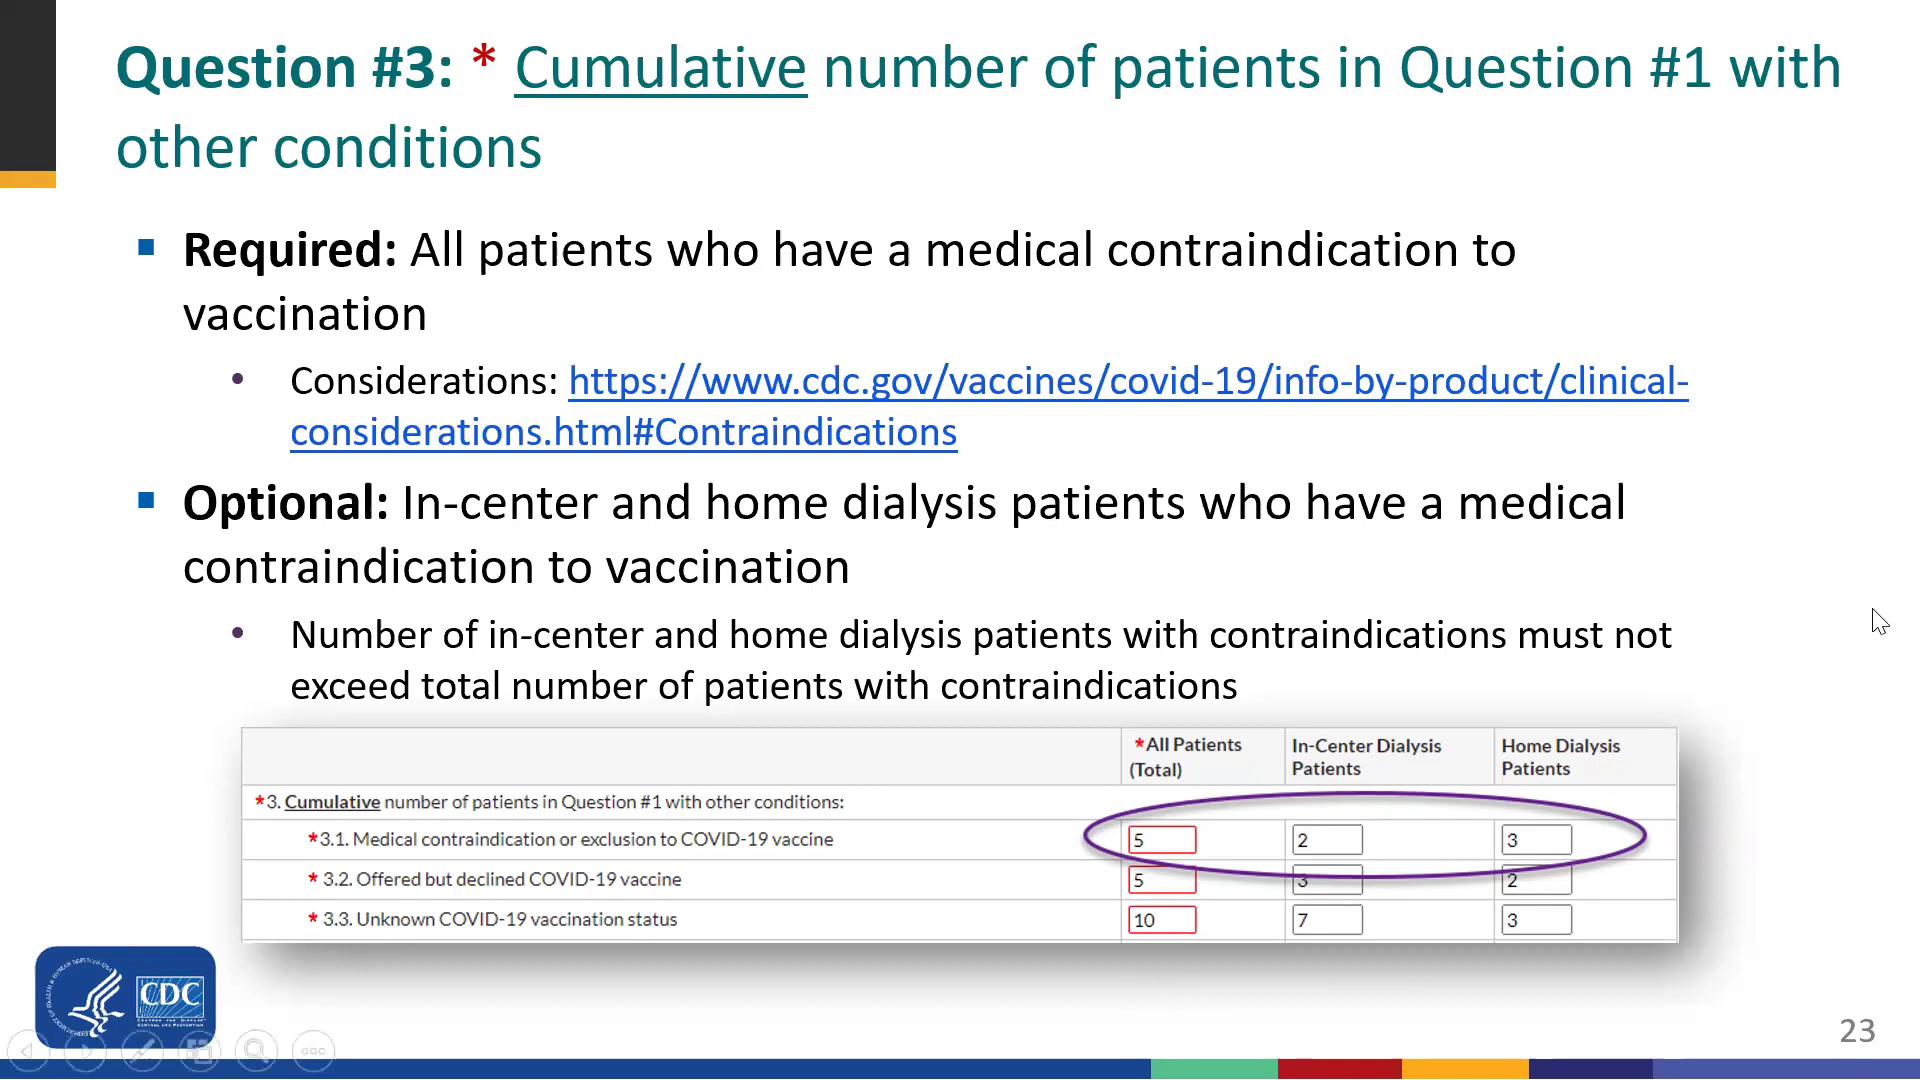 Question #3: * Cumulative number of patients in Question #1 with
other conditions
▪ Required: All patients who have a medical contraindication to
vaccination
• Considerations: https://www.cdc.gov/vaccines/covid-19/info-by-product/clinical-
considerations.html#Contraindications
▪ Optional: In-center and home dialysis patients who have a medical
contraindication to vaccination
• Number of in-center and home dialysis patients with contraindications must not
exceed total number of patients with contraindications
*All Patients (Total) In-Center Dialysis Patients Home Dialysis Patients
*3. Cumulative number of patients in Question #1 with other conditions:
*3.1. Medical contraindication or exclusion to COVID-19 vaccine 5 2 3
* 3.2. Offered but declined COVID-19 vaccine 5 3 2
* 3.3. Unknown COVID-19 vaccination status 10 7 3
CDC
23